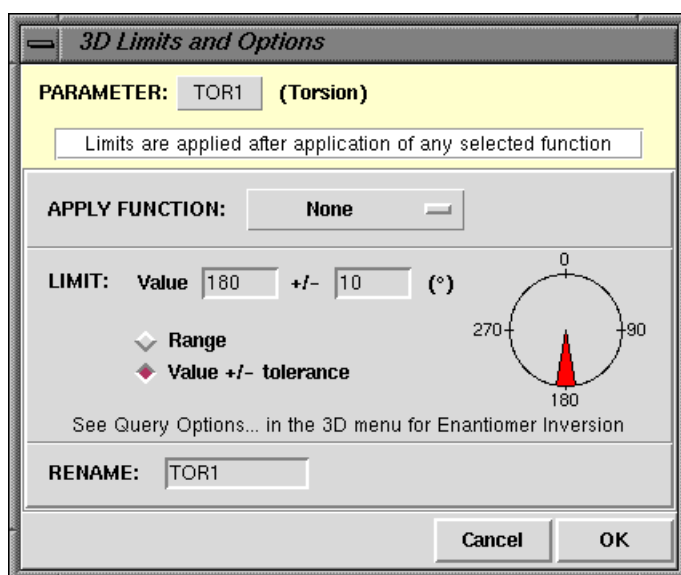 3D Limits and Options
PARAMETER: TOR1 (Torsion)
Limits are applied after application of any selected function
APPLY FUNCTION: None
LIMIT: Value 180 +/- 10 (°)
Range
Value +/- tolerance
0
270
90
180
See Query Options... in the 3D menu for Enantiomer Inversion
RENAME: TOR1
Cancel OK